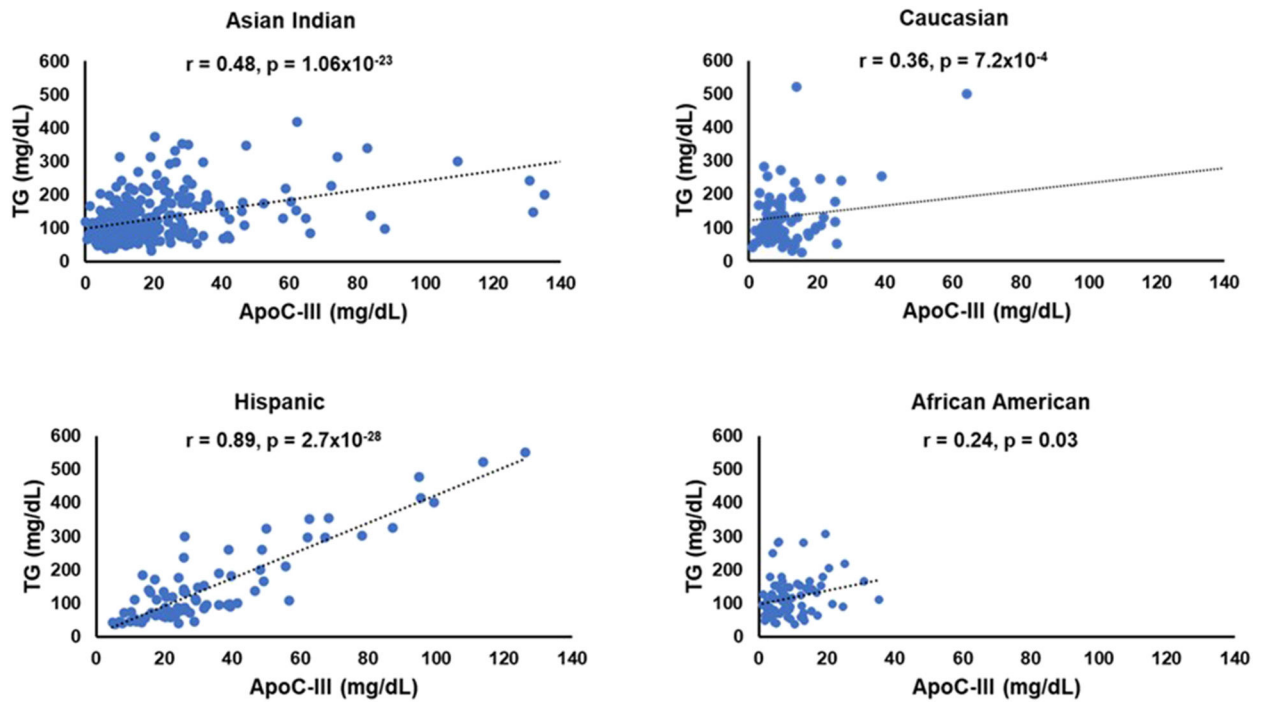 Asian Indian
r = 0.48, p = 1.06x10-23
600
500
400
300
200
100
0
TG (mg/dL)
0 20 40 60 80 100 120 140
ApoC-III (mg/dL)
Caucasian
r = 0.36, p = 7.2x10-4
600
500
400
300
200
100
0
TG (mg/dL)
0 20 40 60 80 100 120 140
ApoC-III (mg/dL)
Hispanic
r = 0.89, p = 2.7x10-28
600
500
400
300
200
100
0
TG (mg/dL)
0 20 40 60 80 100 120 140
ApoC-III (mg/dL)
African American
r = 0.24, p = 0.03
600
500
400
300
200
100
0
TG (mg/dL)
0 20 40 60 80 100 120 140
ApoC-III (mg/dL)